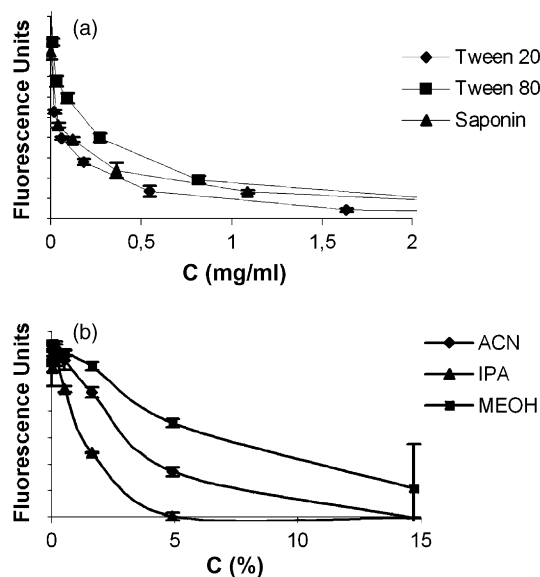 (a)
Fluorescence Units
Tween 20
Tween 80
Saponin
0 0,5 1 1,5 2
C (mg/ml)
(b)
Fluorescence Units
ACN
IPA
MEOH
0 5 10 15
C (%)